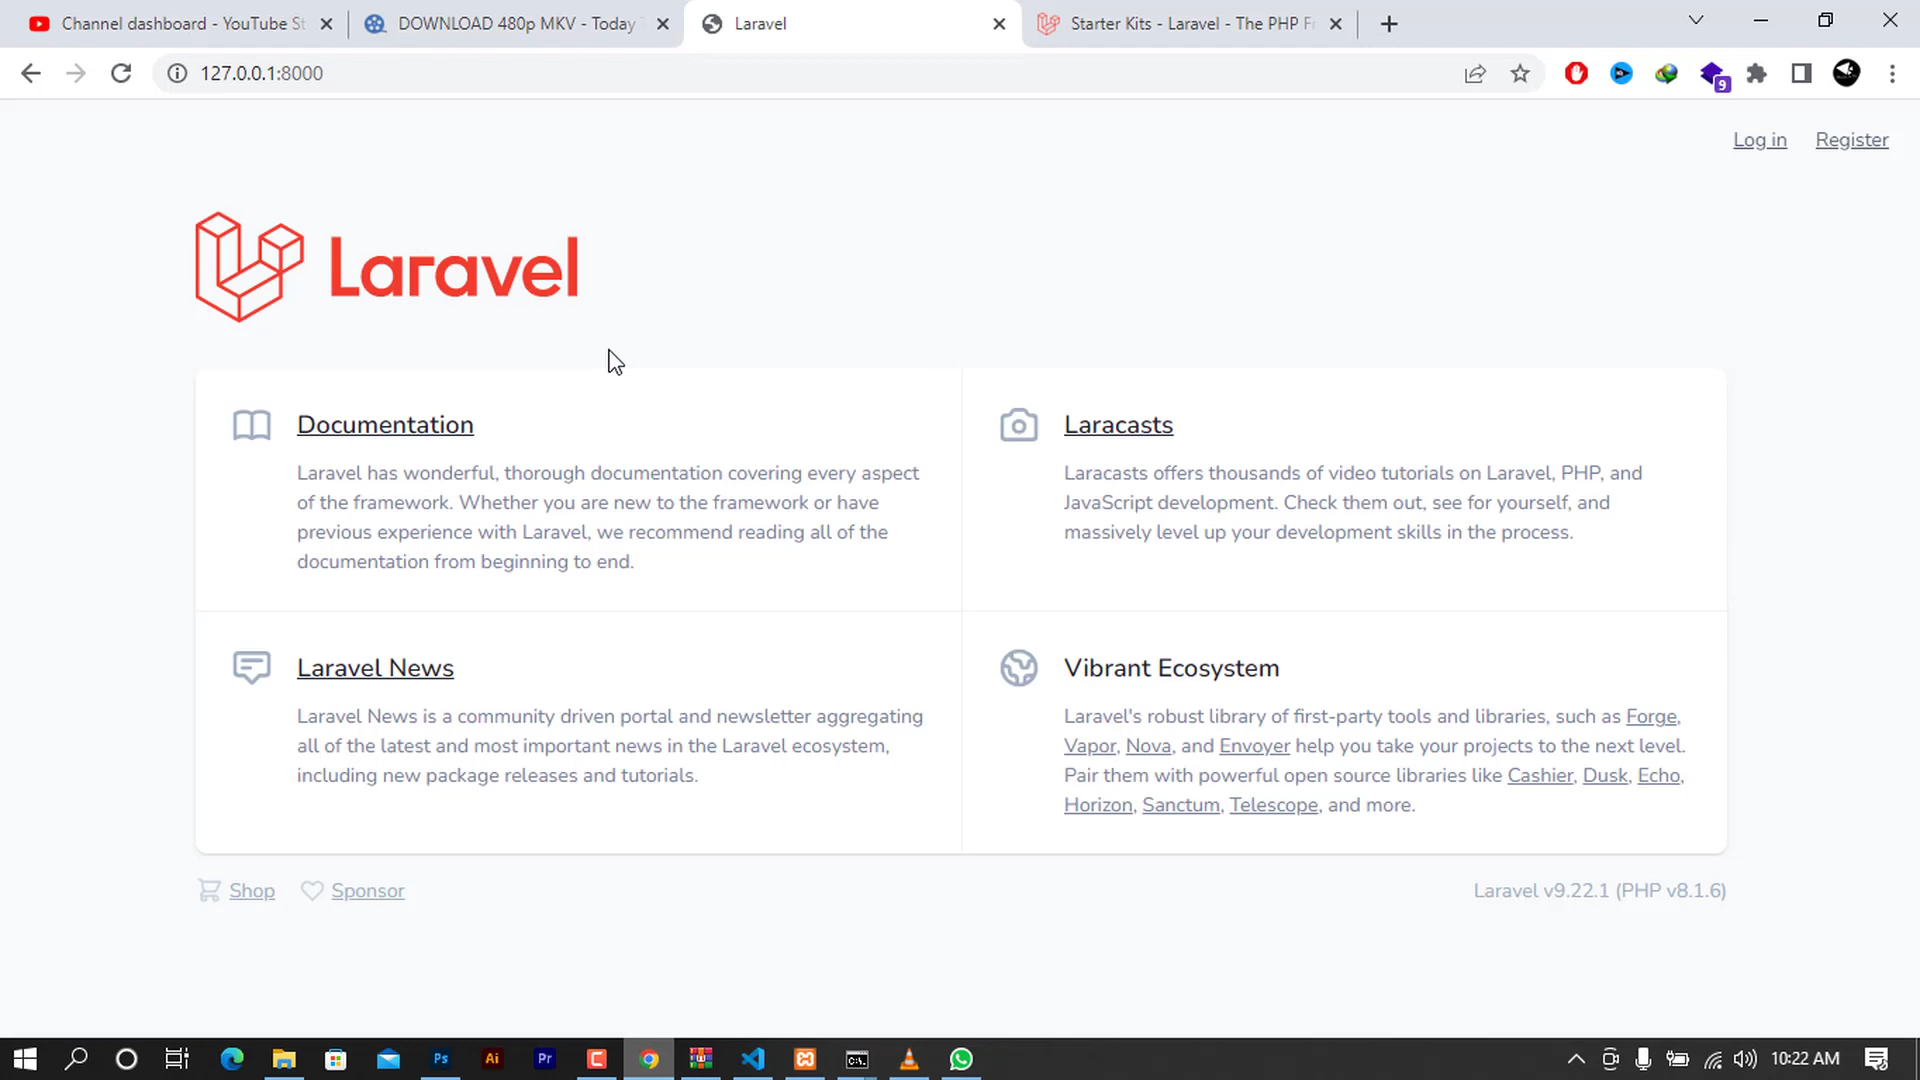 Channel dashboard - YouTube St
DOWNLOAD 480p MKV - Today
Laravel
Starter Kits - Laravel - The PHP Fr
127.0.0.1:8000
9
Log in
Register
Laravel
Documentation
Laravel has wonderful, thorough documentation covering every aspect
of the framework. Whether you are new to the framework or have
previous experience with Laravel, we recommend reading all of the
documentation from beginning to end.
Laracasts
Laracasts offers thousands of video tutorials on Laravel, PHP, and
JavaScript development. Check them out, see for yourself, and
massively level up your development skills in the process.
Laravel News
Laravel News is a community driven portal and newsletter aggregating
all of the latest and most important news in the Laravel ecosystem,
including new package releases and tutorials.
Vibrant Ecosystem
Laravel's robust library of first-party tools and libraries, such as Forge,
Vapor, Nova, and Envoyer help you take your projects to the next level.
Pair them with powerful open source libraries like Cashier, Dusk, Echo,
Horizon, Sanctum, Telescope, and more.
Shop
Sponsor
Laravel v9.22.1 (PHP v8.1.6)
Ps
Ai
Pr
C
10:22 AM